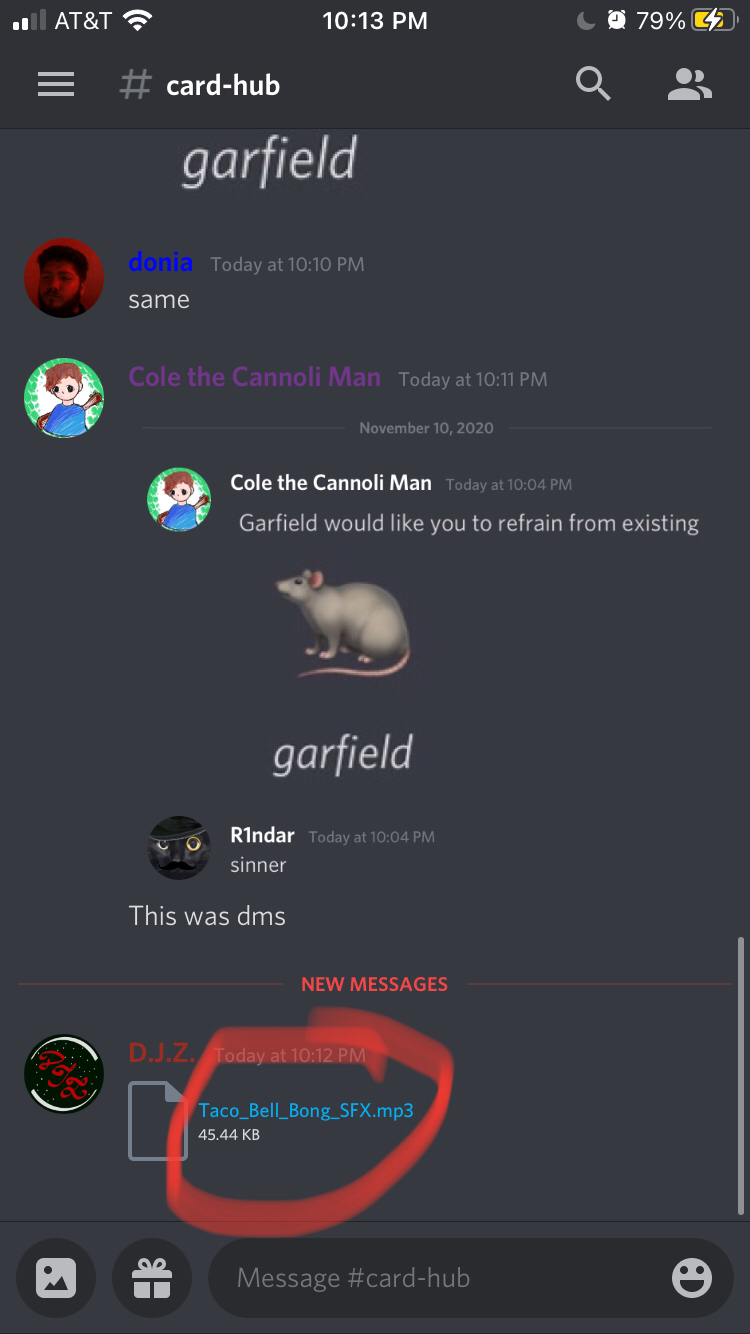 AT&T 10:13 PM 79%
# card-hub
garfield
donia Today at 10:10 PM
same
Cole the Cannoli Man Today at 10:11 PM
November 10, 2020
Cole the Cannoli Man Today at 10:04 PM
Garfield would like you to refrain from existing
garfield
R1ndar Today at 10:04 PM
sinner
This was dms
NEW MESSAGES
D.J.Z. Today at 10:12 PM
DJZ
Taco_Bell_Bong_SFX.mp3
45.44 KB
Message #card-hub